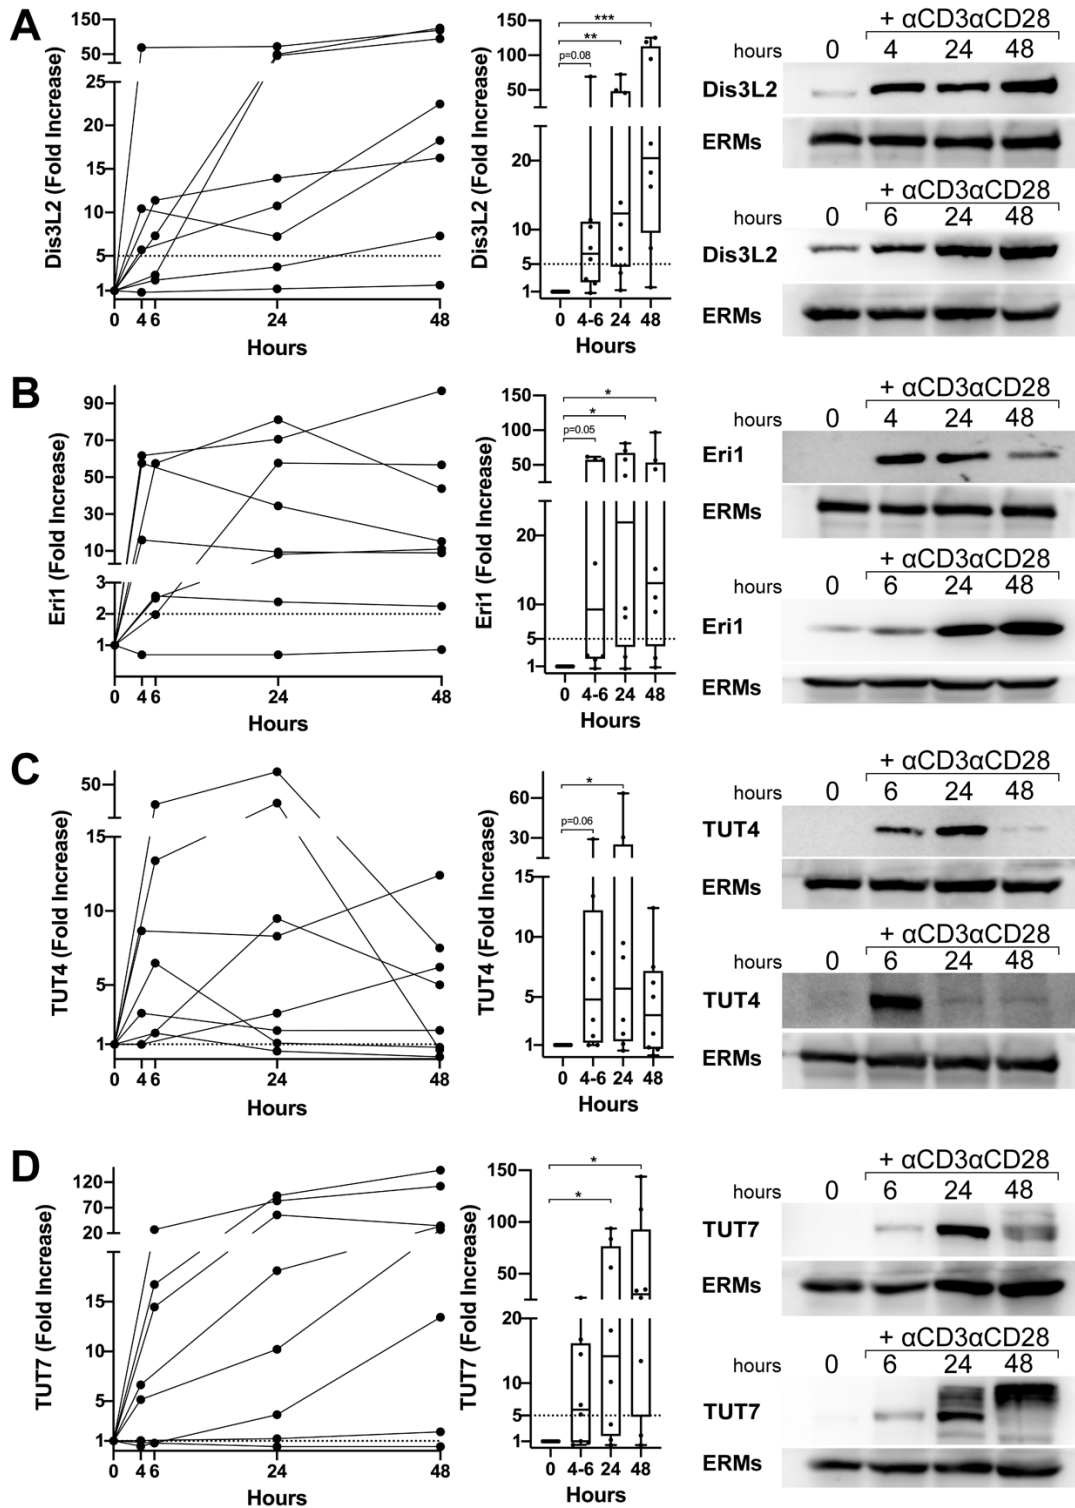 A
Dis3L2 (Fold Increase)
150
50
25
20
15
10
5
1
0 4 6 24 48
Hours
Dis3L2 (Fold Increase)
150
100
50
20
10
5
1
***
**
p=0.08
0 4-6 24 48
Hours
+ αCD3αCD28
hours 0 4 24 48
Dis3L2
ERMs
+ αCD3αCD28
hours 0 6 24 48
Dis3L2
ERMs
B
Eri1 (Fold Increase)
90
70
50
30
10
3
2
1
0 4 6 24 48
Hours
Eri1 (Fold Increase)
150
100
50
20
10
5
1
*
*
p=0.05
0 4-6 24 48
Hours
+ αCD3αCD28
hours 0 4 24 48
Eri1
ERMs
+ αCD3αCD28
hours 0 6 24 48
Eri1
ERMs
C
TUT4 (Fold Increase)
50
15
10
5
1
0 4 6 24 48
Hours
TUT4 (Fold Increase)
60
30
15
10
5
1
*
p=0.06
0 4-6 24 48
Hours
+ αCD3αCD28
hours 0 6 24 48
TUT4
ERMs
+ αCD3αCD28
hours 0 6 24 48
TUT4
ERMs
D
TUT7 (Fold Increase)
120
70
20
15
10
5
1
0 4 6 24 48
Hours
TUT7 (Fold Increase)
150
100
50
20
10
5
1
*
*
0 4-6 24 48
Hours
+ αCD3αCD28
hours 0 6 24 48
TUT7
ERMs
+ αCD3αCD28
hours 0 6 24 48
TUT7
ERMs